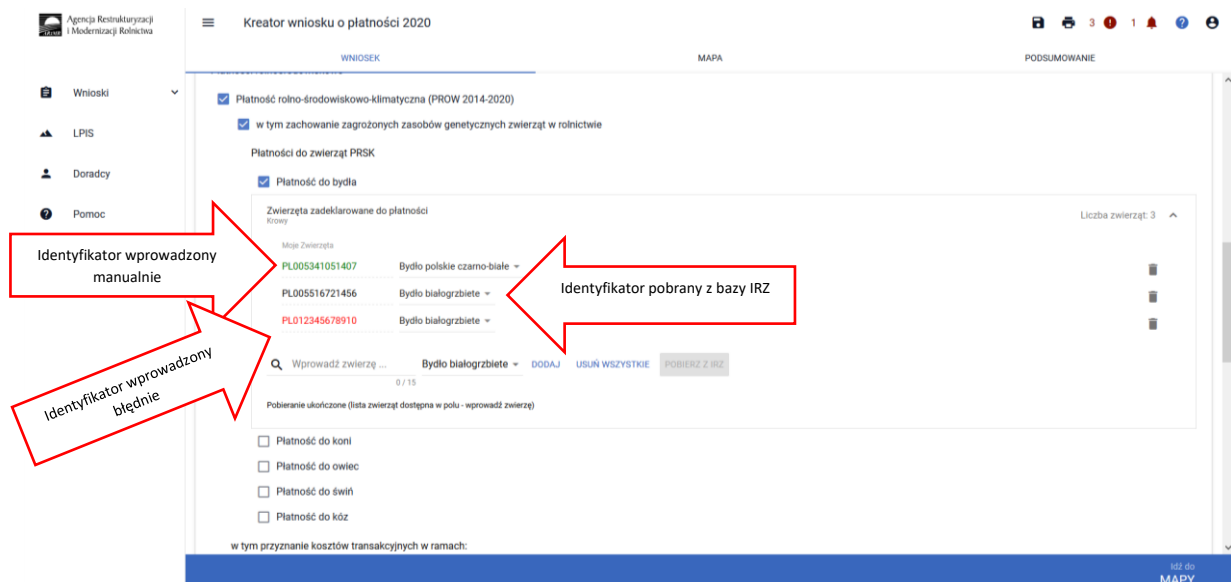 Agencja Restrukturyzacji
i Modernizacji Rolnictwa
Kreator wniosku o płatności 2020
3
1
WNIOSEK
MAPA
PODSUMOWANIE
Wnioski
LPIS
Doradcy
Pomoc
Płatność rolno-środowiskowo-klimatyczna (PROW 2014-2020)
w tym zachowanie zagrożonych zasobów genetycznych zwierząt w rolnictwie
Płatności do zwierząt PRSK
Płatność do bydła
Zwierzęta zadeklarowane do płatności
Krowy
Liczba zwierząt: 3
Moje Zwierzęta
PL005341051407 Bydło polskie czarno-białe
PL005516721456 Bydło białogrzbiete
PL012345678910 Bydło białogrzbiete
Identyfikator wprowadzony
manualnie
Identyfikator pobrany z bazy IRZ
Identyfikator wprowadzony
błędnie
Wprowadź zwierzę ... Bydło białogrzbiete DODAJ USUŃ WSZYSTKIE POBIERZ Z IRZ
0 / 15
Pobieranie ukończone (lista zwierząt dostępna w polu - wprowadź zwierzę)
Płatność do koni
Płatność do owiec
Płatność do świń
Płatność do kóz
w tym przyznanie kosztów transakcyjnych w ramach:
Idź do
MAPY